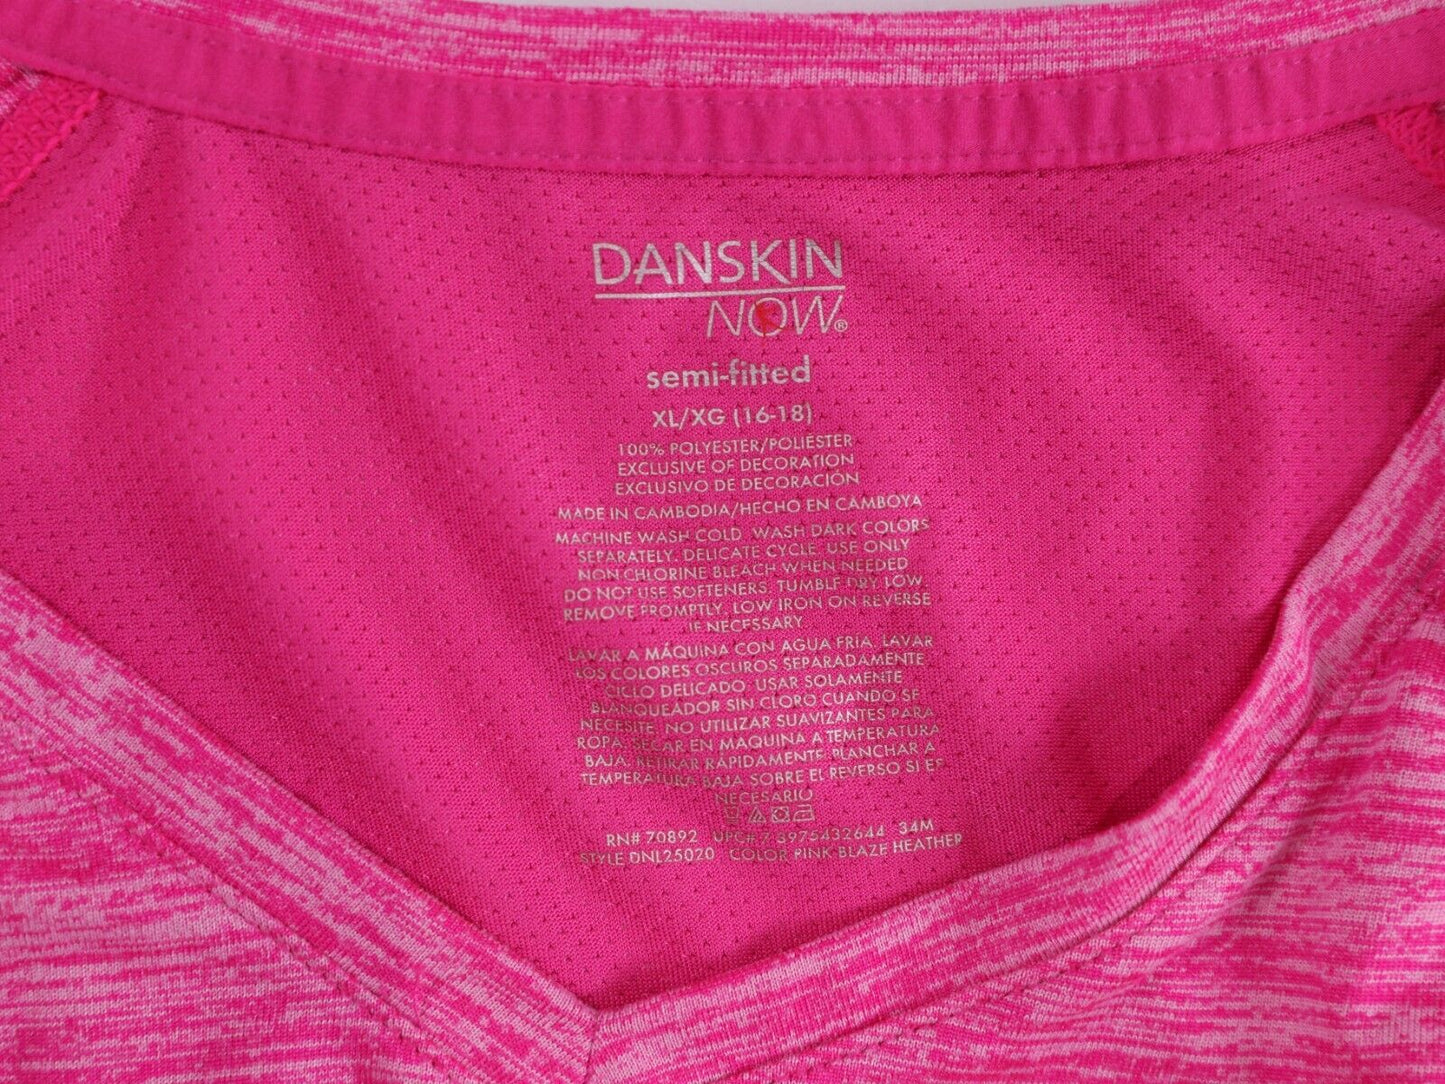 DANSKIN
NOW®
semi-fitted
XL/XG (16-18)
100% POLYESTER/POLIÉSTER
EXCLUSIVE OF DECORATION
EXCLUSIVO DE DECORACIÓN
MADE IN CAMBODIA/HECHO EN CAMBOYA
MACHINE WASH COLD. WASH DARK COLORS
SEPARATELY. DELICATE CYCLE. USE ONLY
NON CHLORINE BLEACH WHEN NEEDED
DO NOT USE SOFTENERS. TUMBLE DRY LOW.
REMOVE PROMPTLY. LOW IRON ON REVERSE
IF NECESSARY
LAVAR A MÁQUINA CON AGUA FRÍA. LAVAR
LOS COLORES OSCUROS SEPARADAMENTE
CICLO DELICADO. USAR SOLAMENTE
BLANQUEADOR SIN CLORO CUANDO SE
NECESITE. NO UTILIZAR SUAVIZANTES PARA
ROPA. SECAR EN MAQUINA A TEMPERATURA
BAJA. RETIRAR RÁPIDAMENTE. PLANCHAR A
TEMPERATURA BAJA SOBRE EL REVERSO SI ES
NECESARIO
RN# 70892 UPC# 7 8975432644 34M
STYLE DNL25020 COLOR PINK BLAZE HEATHER